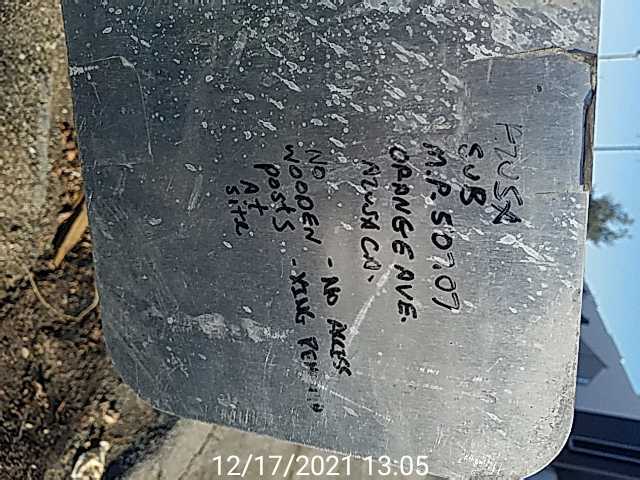 AZUSA
SUB
M.P. 507.07
ORANGE AVE.
AZUSA CA.
NO - NO ACCESS
WOODEN - XING
POSTS
AT
SITE
12/17/2021 13:05